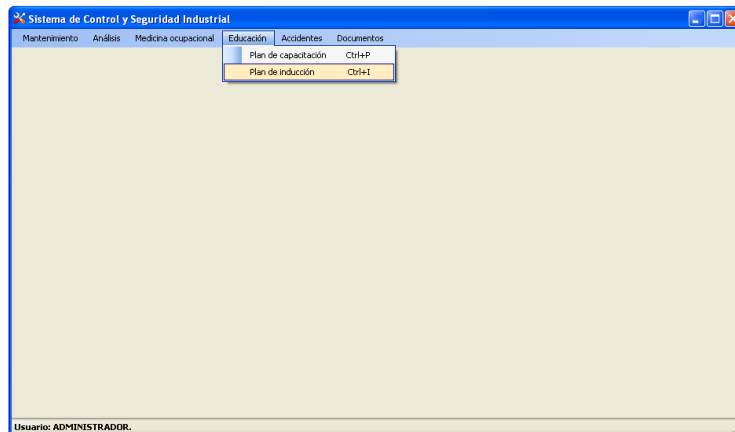 Sistema de Control y Seguridad Industrial
Mantenimiento Análisis Medicina ocupacional Educación Accidentes Documentos
Plan de capacitación Ctrl+P
Plan de inducción Ctrl+I
Usuario: ADMINISTRADOR.